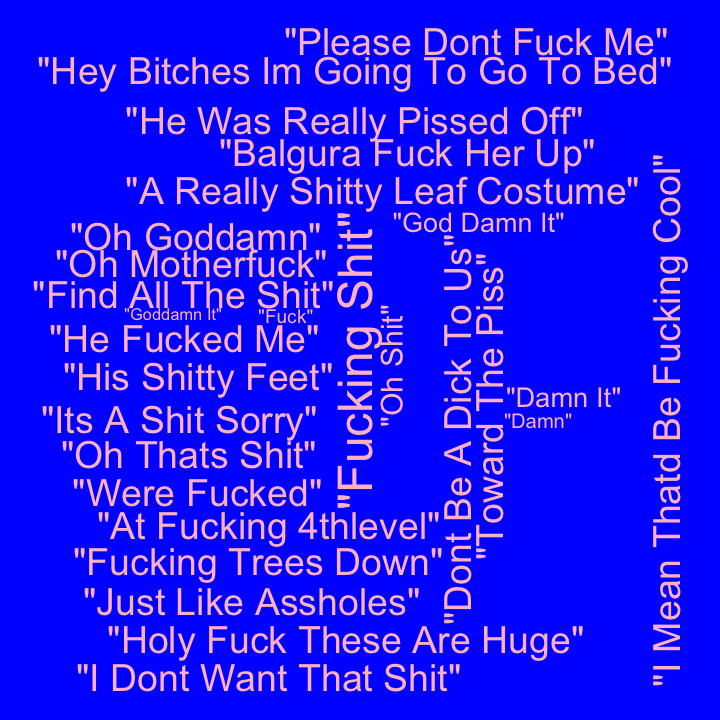 "Please Dont Fuck Me"
"Hey Bitches Im Going To Go To Bed"
"He Was Really Pissed Off"
"Balgura Fuck Her Up"
"A Really Shitty Leaf Costume"
"God Damn It"
"Oh Goddamn"
"Oh Motherfuck"
"Find All The Shit"
"Goddamn It"
"Fuck"
"He Fucked Me"
"His Shitty Feet"
"Its A Shit Sorry"
"Oh Thats Shit"
"Were Fucked"
"At Fucking 4thlevel"
"Fucking Trees Down"
"Just Like Assholes"
"Holy Fuck These Are Huge"
"I Dont Want That Shit"
"Fucking Shit"
"Oh Shit"
"Dont Be A Dick To Us"
"Toward The Piss"
"Damn It"
"Damn"
"I Mean Thatd Be Fucking Cool"